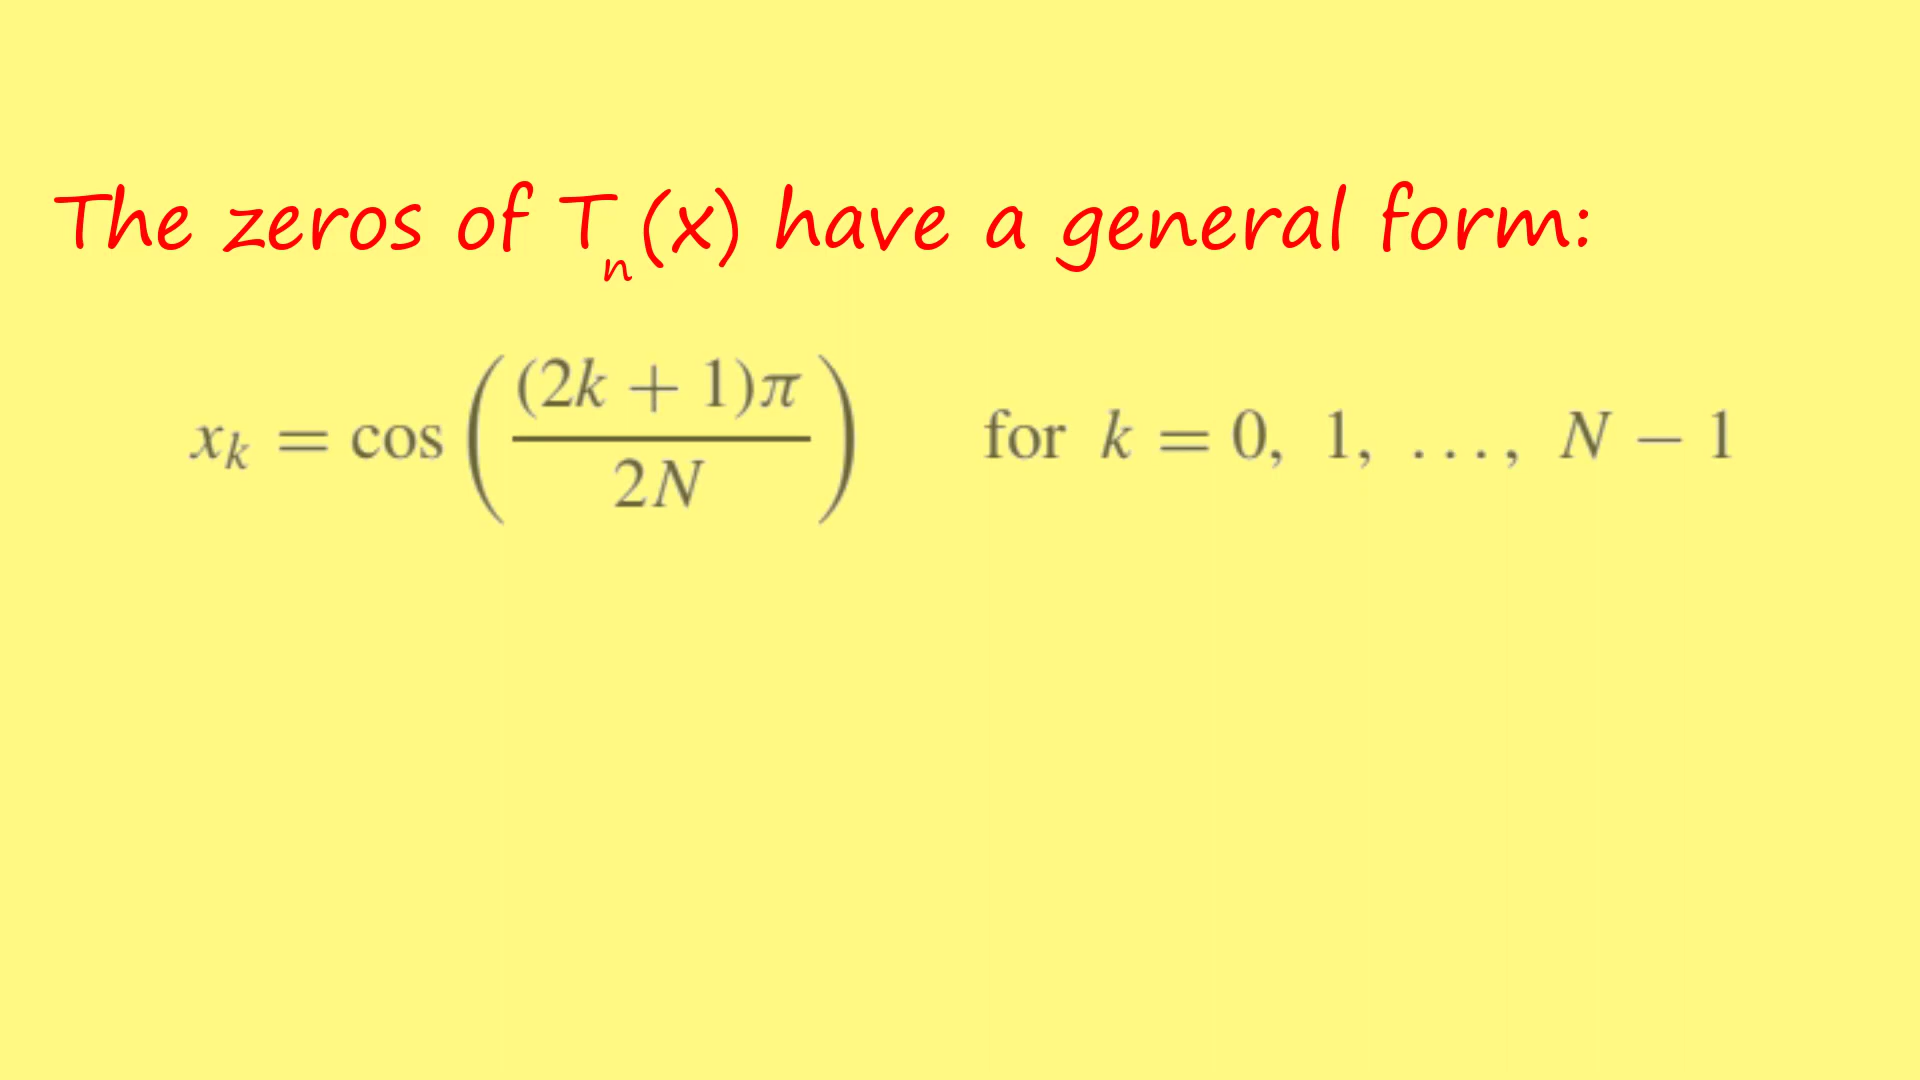 The zeros of Tₙ(x) have a general form:
xₖ = cos((2k + 1)π / 2N) for k = 0, 1, ..., N − 1